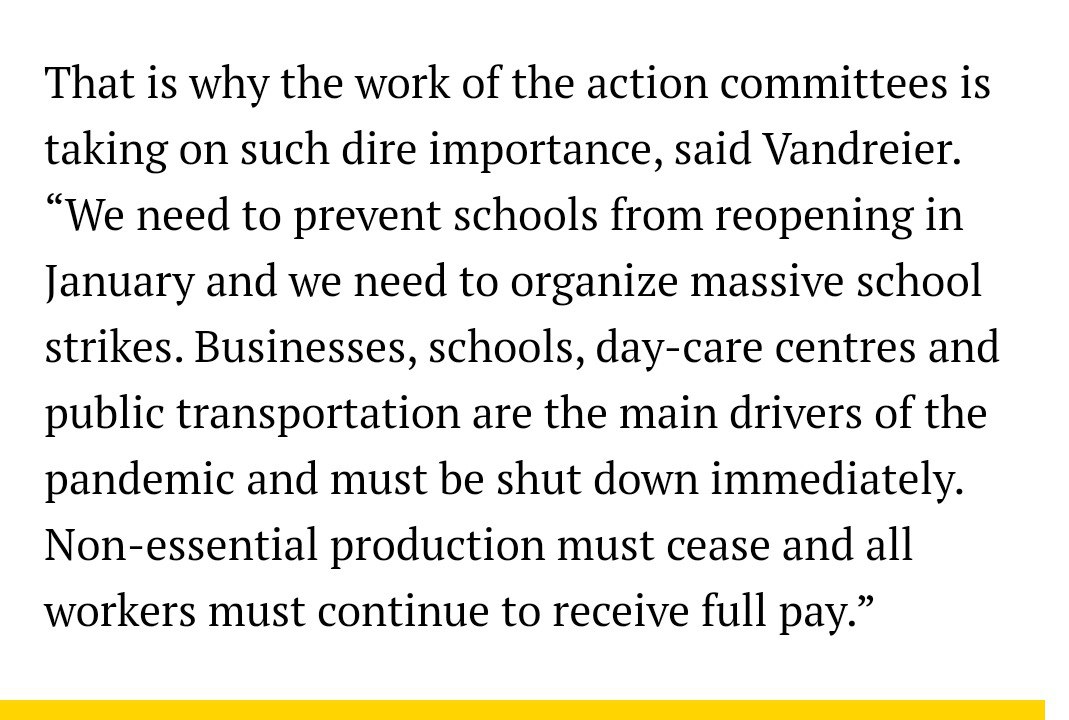 That is why the work of the action committees is
taking on such dire importance, said Vandreier.
“We need to prevent schools from reopening in
January and we need to organize massive school
strikes. Businesses, schools, day-care centres and
public transportation are the main drivers of the
pandemic and must be shut down immediately.
Non-essential production must cease and all
workers must continue to receive full pay.”